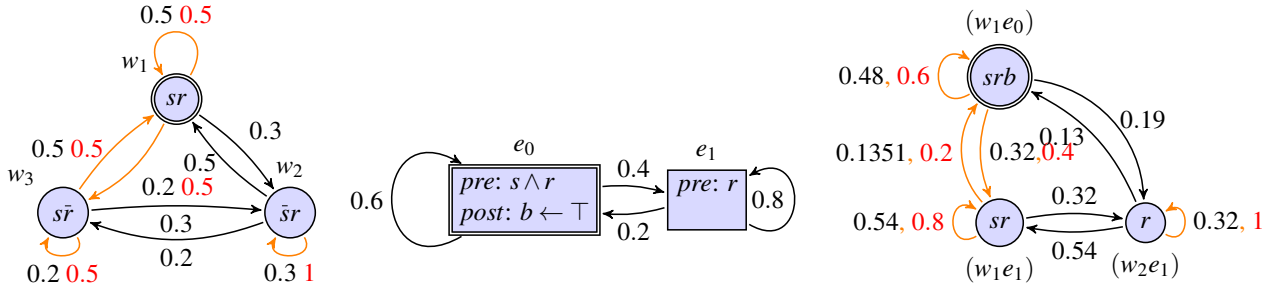 0.5 0.5
w₁
sr
0.5 0.5
0.3
0.5
w₃
w₂
0.2 0.5
sr̄
s̄r
0.3
0.2
0.2 0.5
0.3 1
e₀
e₁
0.6
pre: s ∧ r
post: b ← ⊤
0.4
0.2
pre: r
0.8
(w₁e₀)
srb
0.48, 0.6
0.19
0.13
0.1351, 0.2
0.32,0.4
0.54, 0.8
sr
0.32
0.54
r
0.32, 1
(w₁e₁)
(w₂e₁)